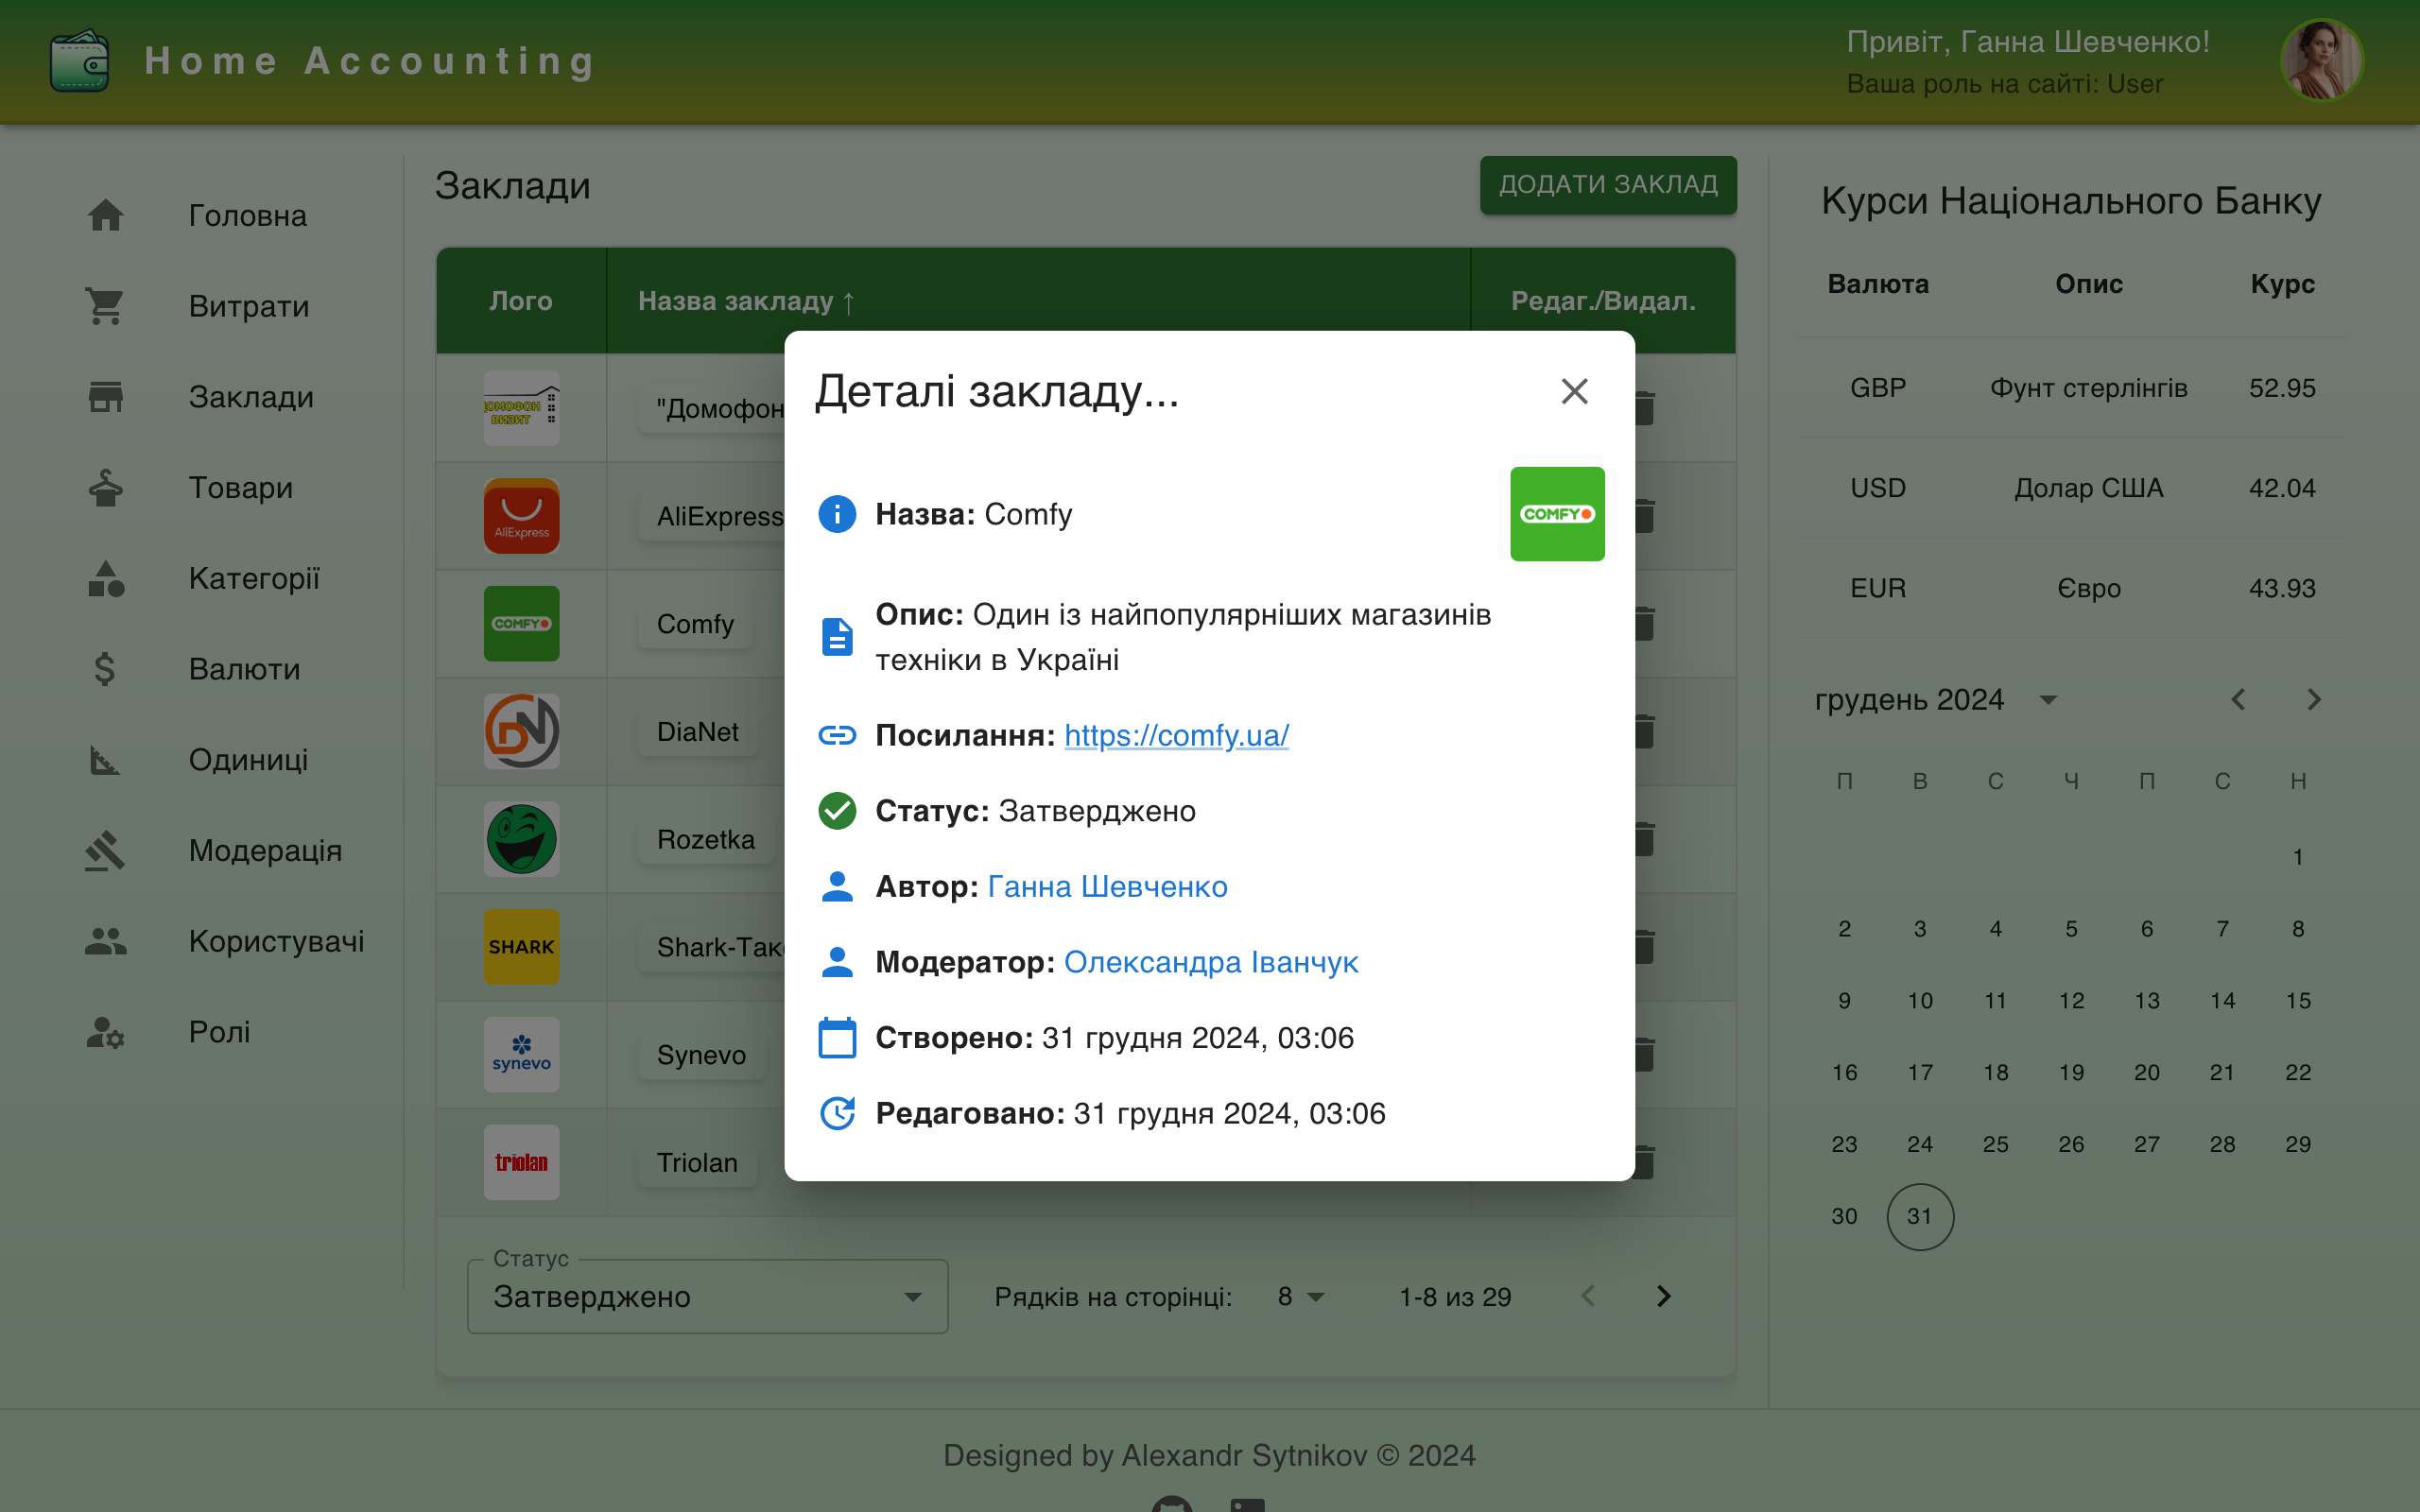 Home Accounting
Привіт, Ганна Шевченко!
Ваша роль на сайті: User
Головна
Витрати
Заклади
Товари
Категорії
Валюти
Одиниці
Модерація
Користувачі
Ролі
Заклади
ДОДАТИ ЗАКЛАД
Лого
Назва закладу ↑
Редаг./Видал.
ДОМОФОН
ВИЗИТ
"Домофон
AliExpress
AliExpress
COMFY
Comfy
DiaNet
Rozetka
SHARK
Shark-Так
synevo
Synevo
triolan
Triolan
Статус
Затверджено
Рядків на сторінці:
8
1-8 из 29
Деталі закладу...
Назва: Comfy
COMFY
Опис: Один із найпопулярніших магазинів
техніки в Україні
Посилання: https://comfy.ua/
Статус: Затверджено
Автор: Ганна Шевченко
Модератор: Олександра Іванчук
Створено: 31 грудня 2024, 03:06
Редаговано: 31 грудня 2024, 03:06
Курси Національного Банку
Валюта Опис Курс
GBP Фунт стерлінгів 52.95
USD Долар США 42.04
EUR Євро 43.93
грудень 2024
П В С Ч П С Н
1
2 3 4 5 6 7 8
9 10 11 12 13 14 15
16 17 18 19 20 21 22
23 24 25 26 27 28 29
30 31
Designed by Alexandr Sytnikov © 2024